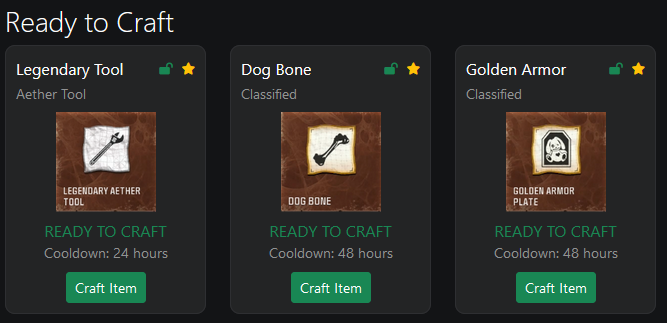 Ready to Craft
Legendary Tool
Aether Tool
LEGENDARY AETHER
TOOL
READY TO CRAFT
Cooldown: 24 hours
Craft Item
Dog Bone
Classified
DOG BONE
READY TO CRAFT
Cooldown: 48 hours
Craft Item
Golden Armor
Classified
GOLDEN ARMOR
PLATE
READY TO CRAFT
Cooldown: 48 hours
Craft Item